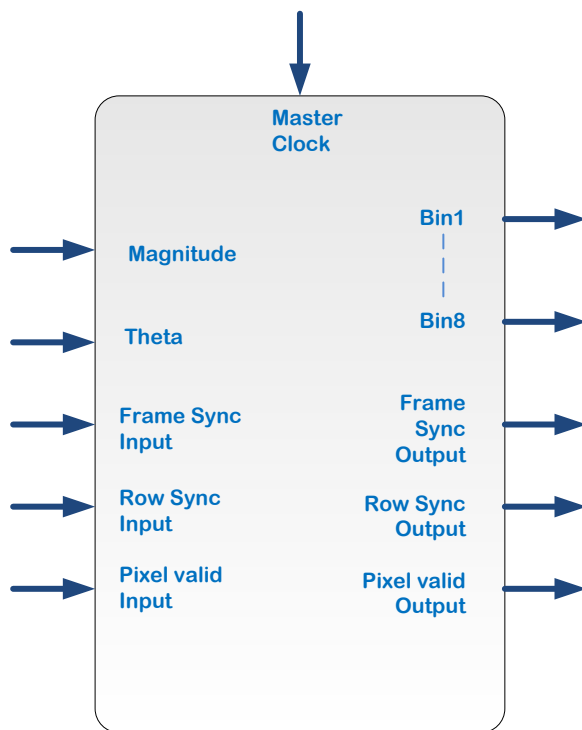 Master
Clock
Magnitude
Theta
Frame Sync
Input
Row Sync
Input
Pixel valid
Input
Bin1
Bin8
Frame
Sync
Output
Row Sync
Output
Pixel valid
Output